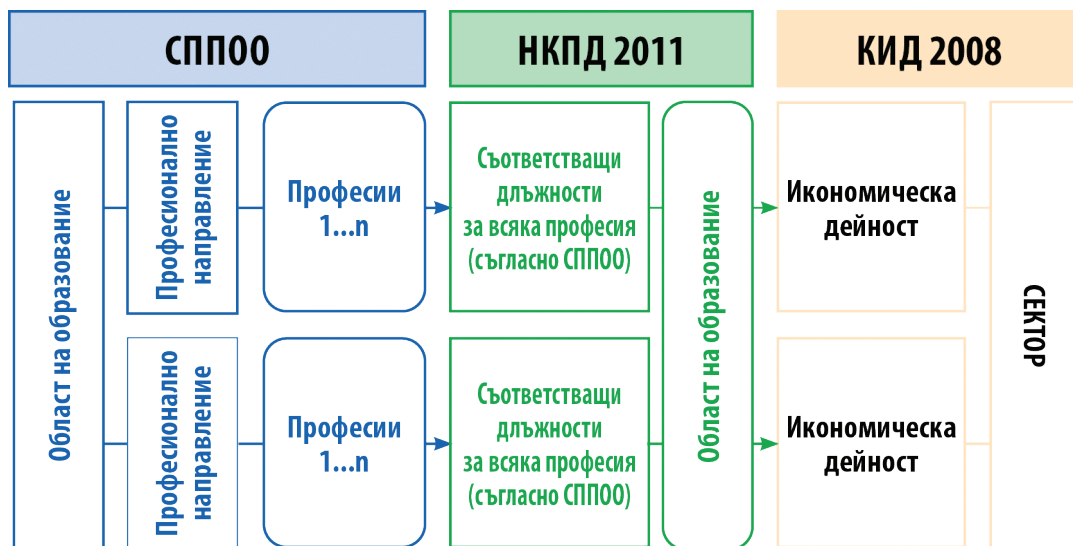 СППОО
НКПД 2011
КИД 2008
Област на образование
Професионално
направление
Професии
1...n
Съответстващи
длъжности
за всяка професия
(съгласно СППОО)
Област на образование
Икономическа
дейност
СЕКТОР
Професионално
направление
Професии
1...n
Съответстващи
длъжности
за всяка професия
(съгласно СППОО)
Икономическа
дейност